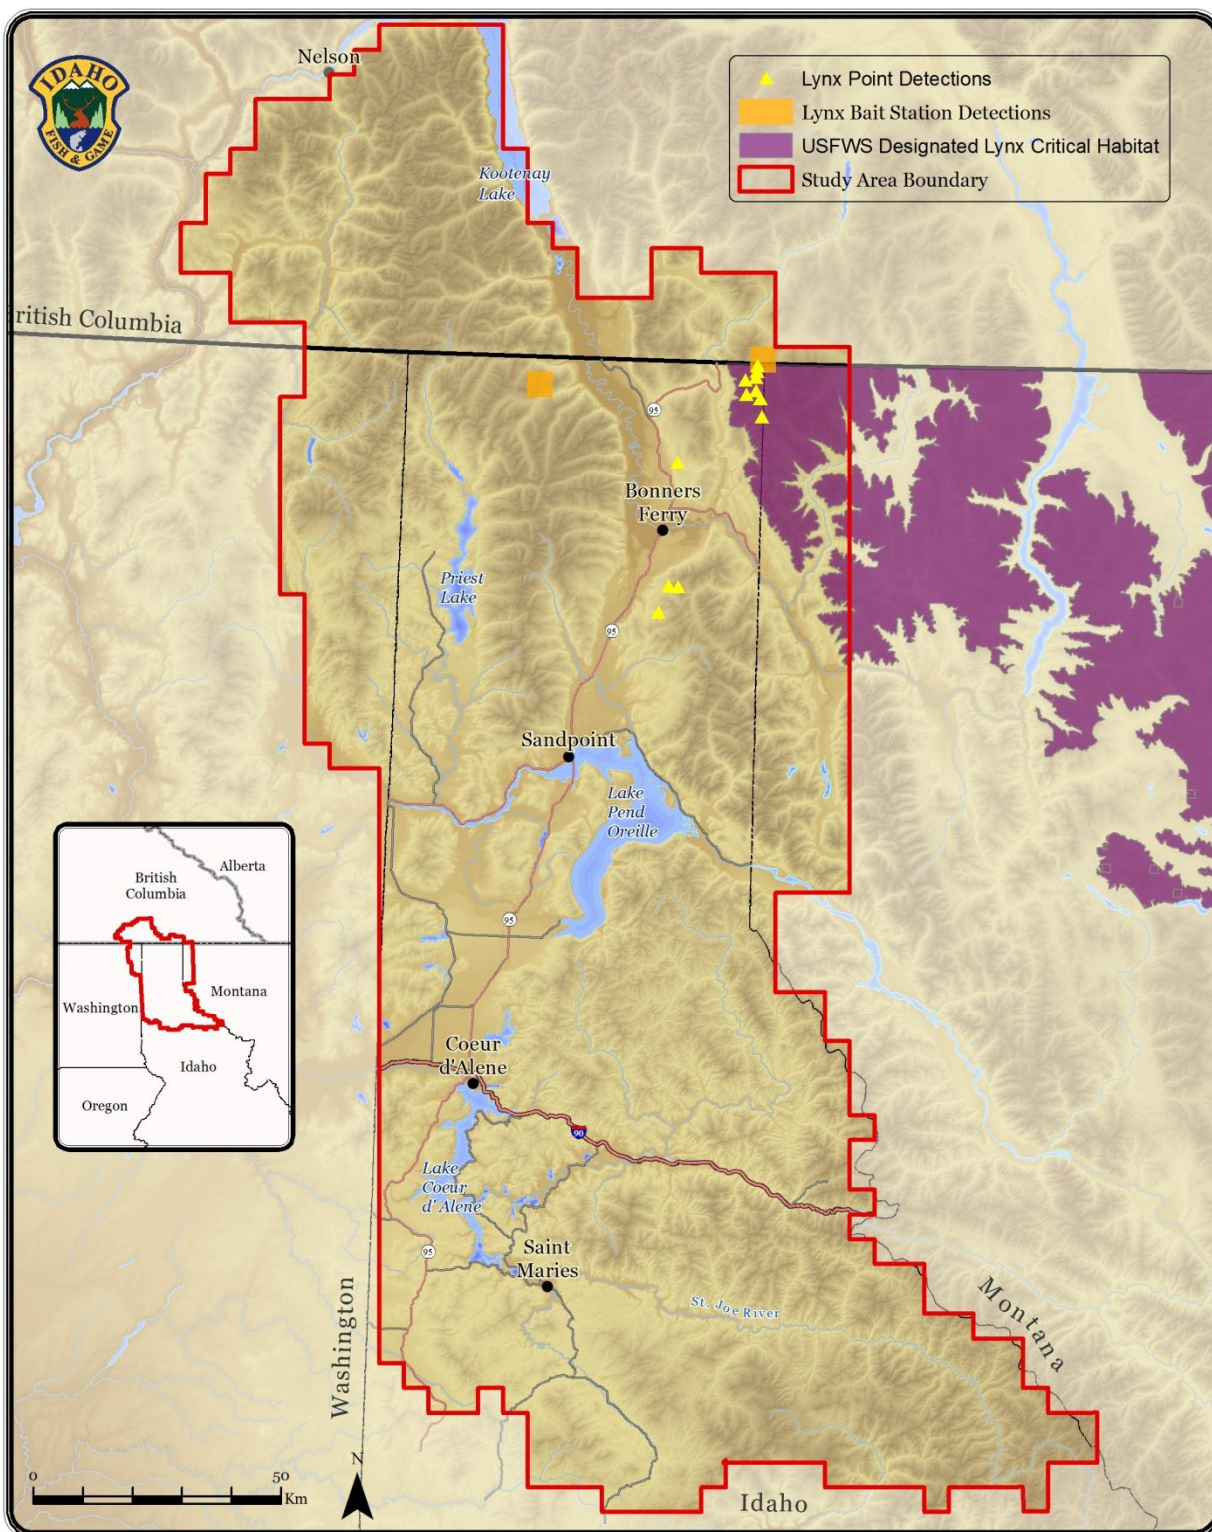 Nelson
IDAHO
FISH & GAME
Lynx Point Detections
Lynx Bait Station Detections
USFWS Designated Lynx Critical Habitat
Study Area Boundary
Kootenay
Lake
ritish Columbia
95
Bonners
Ferry
Priest
Lake
95
Sandpoint
Lake
Pend
Oreille
British
Columbia
Alberta
Washington
Montana
Idaho
Oregon
95
Coeur
d'Alene
90
Lake
Coeur
d'Alene
95
Saint
Maries
St. Joe River
Montana
Washington
N
0
50
Km
Idaho